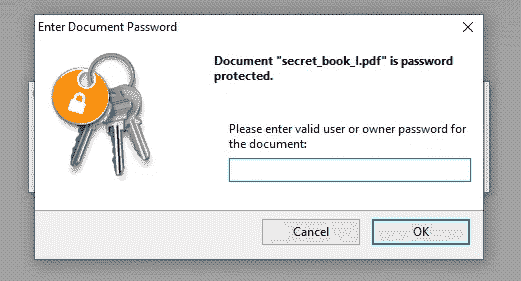 Enter Document Password
Document "secret_book_I.pdf" is password
protected.
Please enter valid user or owner password for
the document:
Cancel
OK